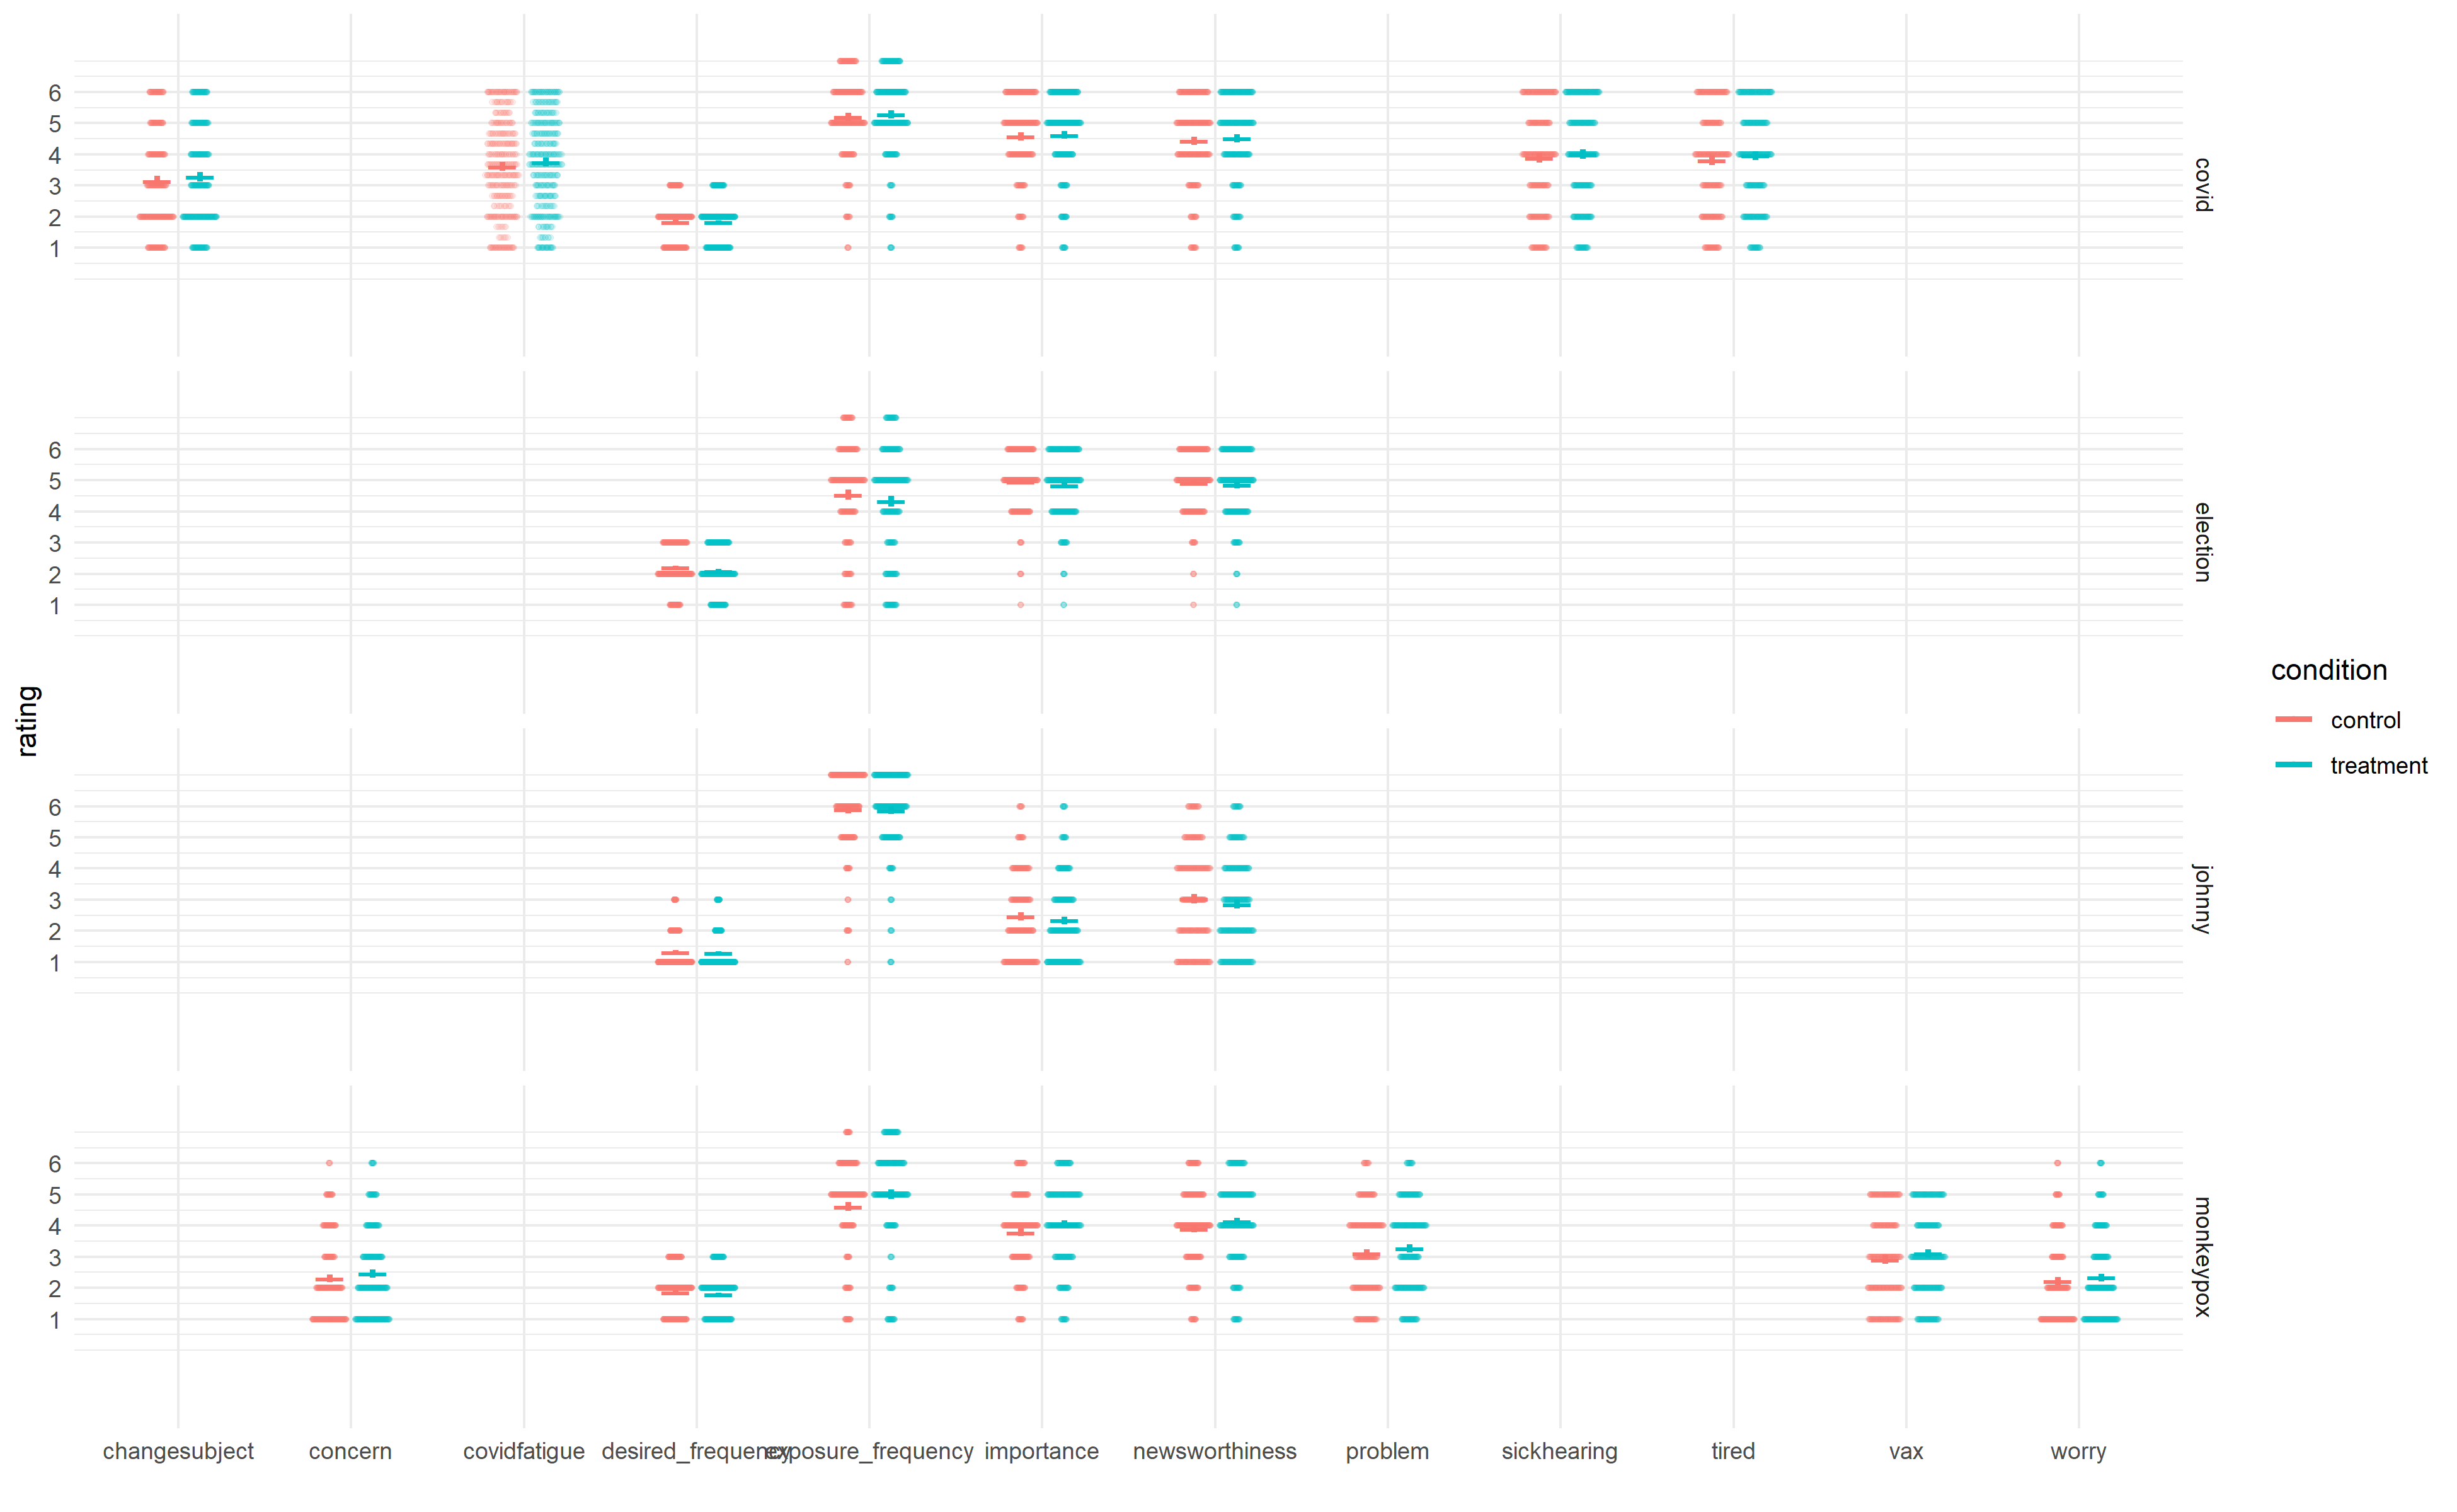 6
5
4
3
2
1
covid
6
5
4
3
2
1
election
rating
condition
control
treatment
6
5
4
3
2
1
johnny
6
5
4
3
2
1
monkeypox
changesubject
concern
covidfatigue
desired_frequency
exposure_frequency
importance
newsworthiness
problem
sickhearing
tired
vax
worry